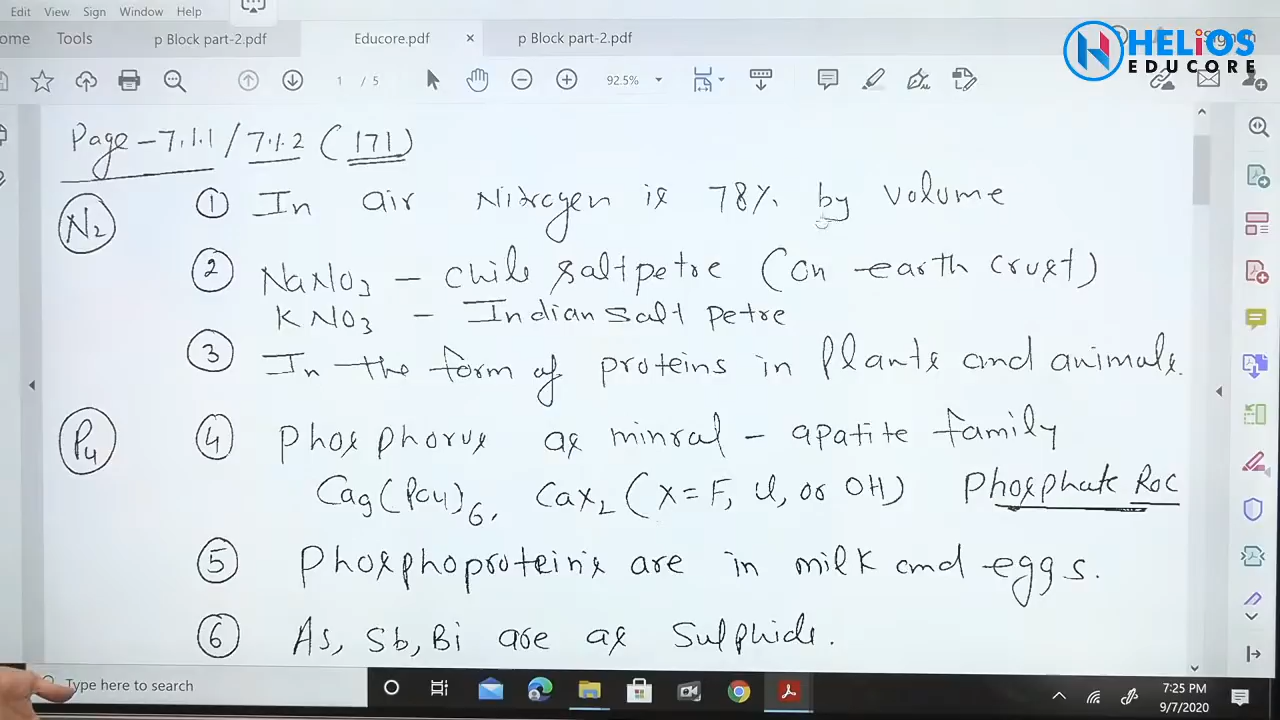 Edit View Sign Window Help
ome Tools p Block part-2.pdf Educore.pdf × p Block part-2.pdf
HELIOS
EDUCORE
1 / 5 92.5%
Page-7.1.1 / 7.1.2 (171)
N2 ① In air Nitrogen is 78% by volume
② NaNO3 - chile saltpetre (on earth crust)
KNO3 - Indian salt petre
③ In the form of proteins in plants and animals.
P4 ④ Phosphorus as minral - apatite family
Ca9(PO4)6, CaX2 (X=F, Cl, or OH) Phosphate Roc
⑤ Phosphoprotein's are in milk and eggs.
⑥ As, Sb, Bi are as Sulphide.
Type here to search
7:25 PM
9/7/2020